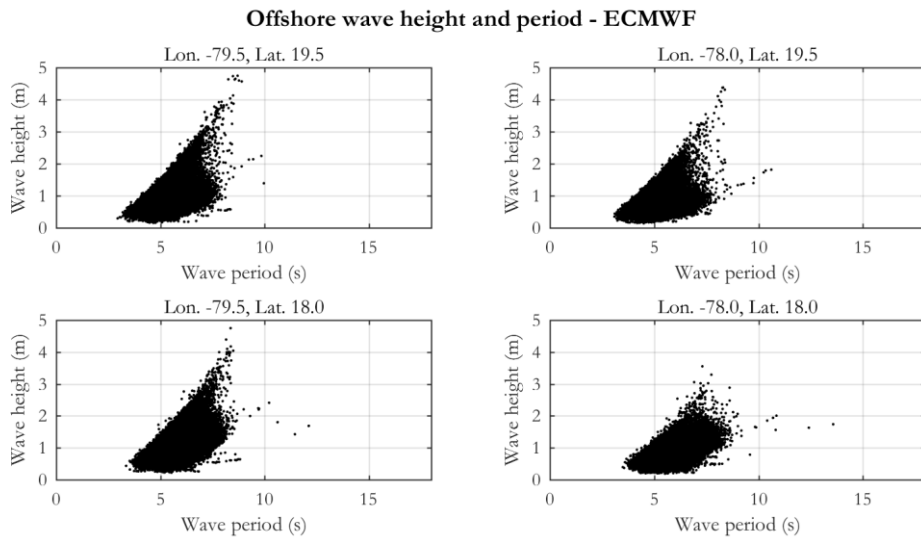 Offshore wave height and period - ECMWF
Lon. -79.5, Lat. 19.5
Wave height (m)
5
4
3
2
1
0
0 5 10 15
Wave period (s)
Lon. -78.0, Lat. 19.5
Wave height (m)
5
4
3
2
1
0
0 5 10 15
Wave period (s)
Lon. -79.5, Lat. 18.0
Wave height (m)
5
4
3
2
1
0
0 5 10 15
Wave period (s)
Lon. -78.0, Lat. 18.0
Wave height (m)
5
4
3
2
1
0
0 5 10 15
Wave period (s)